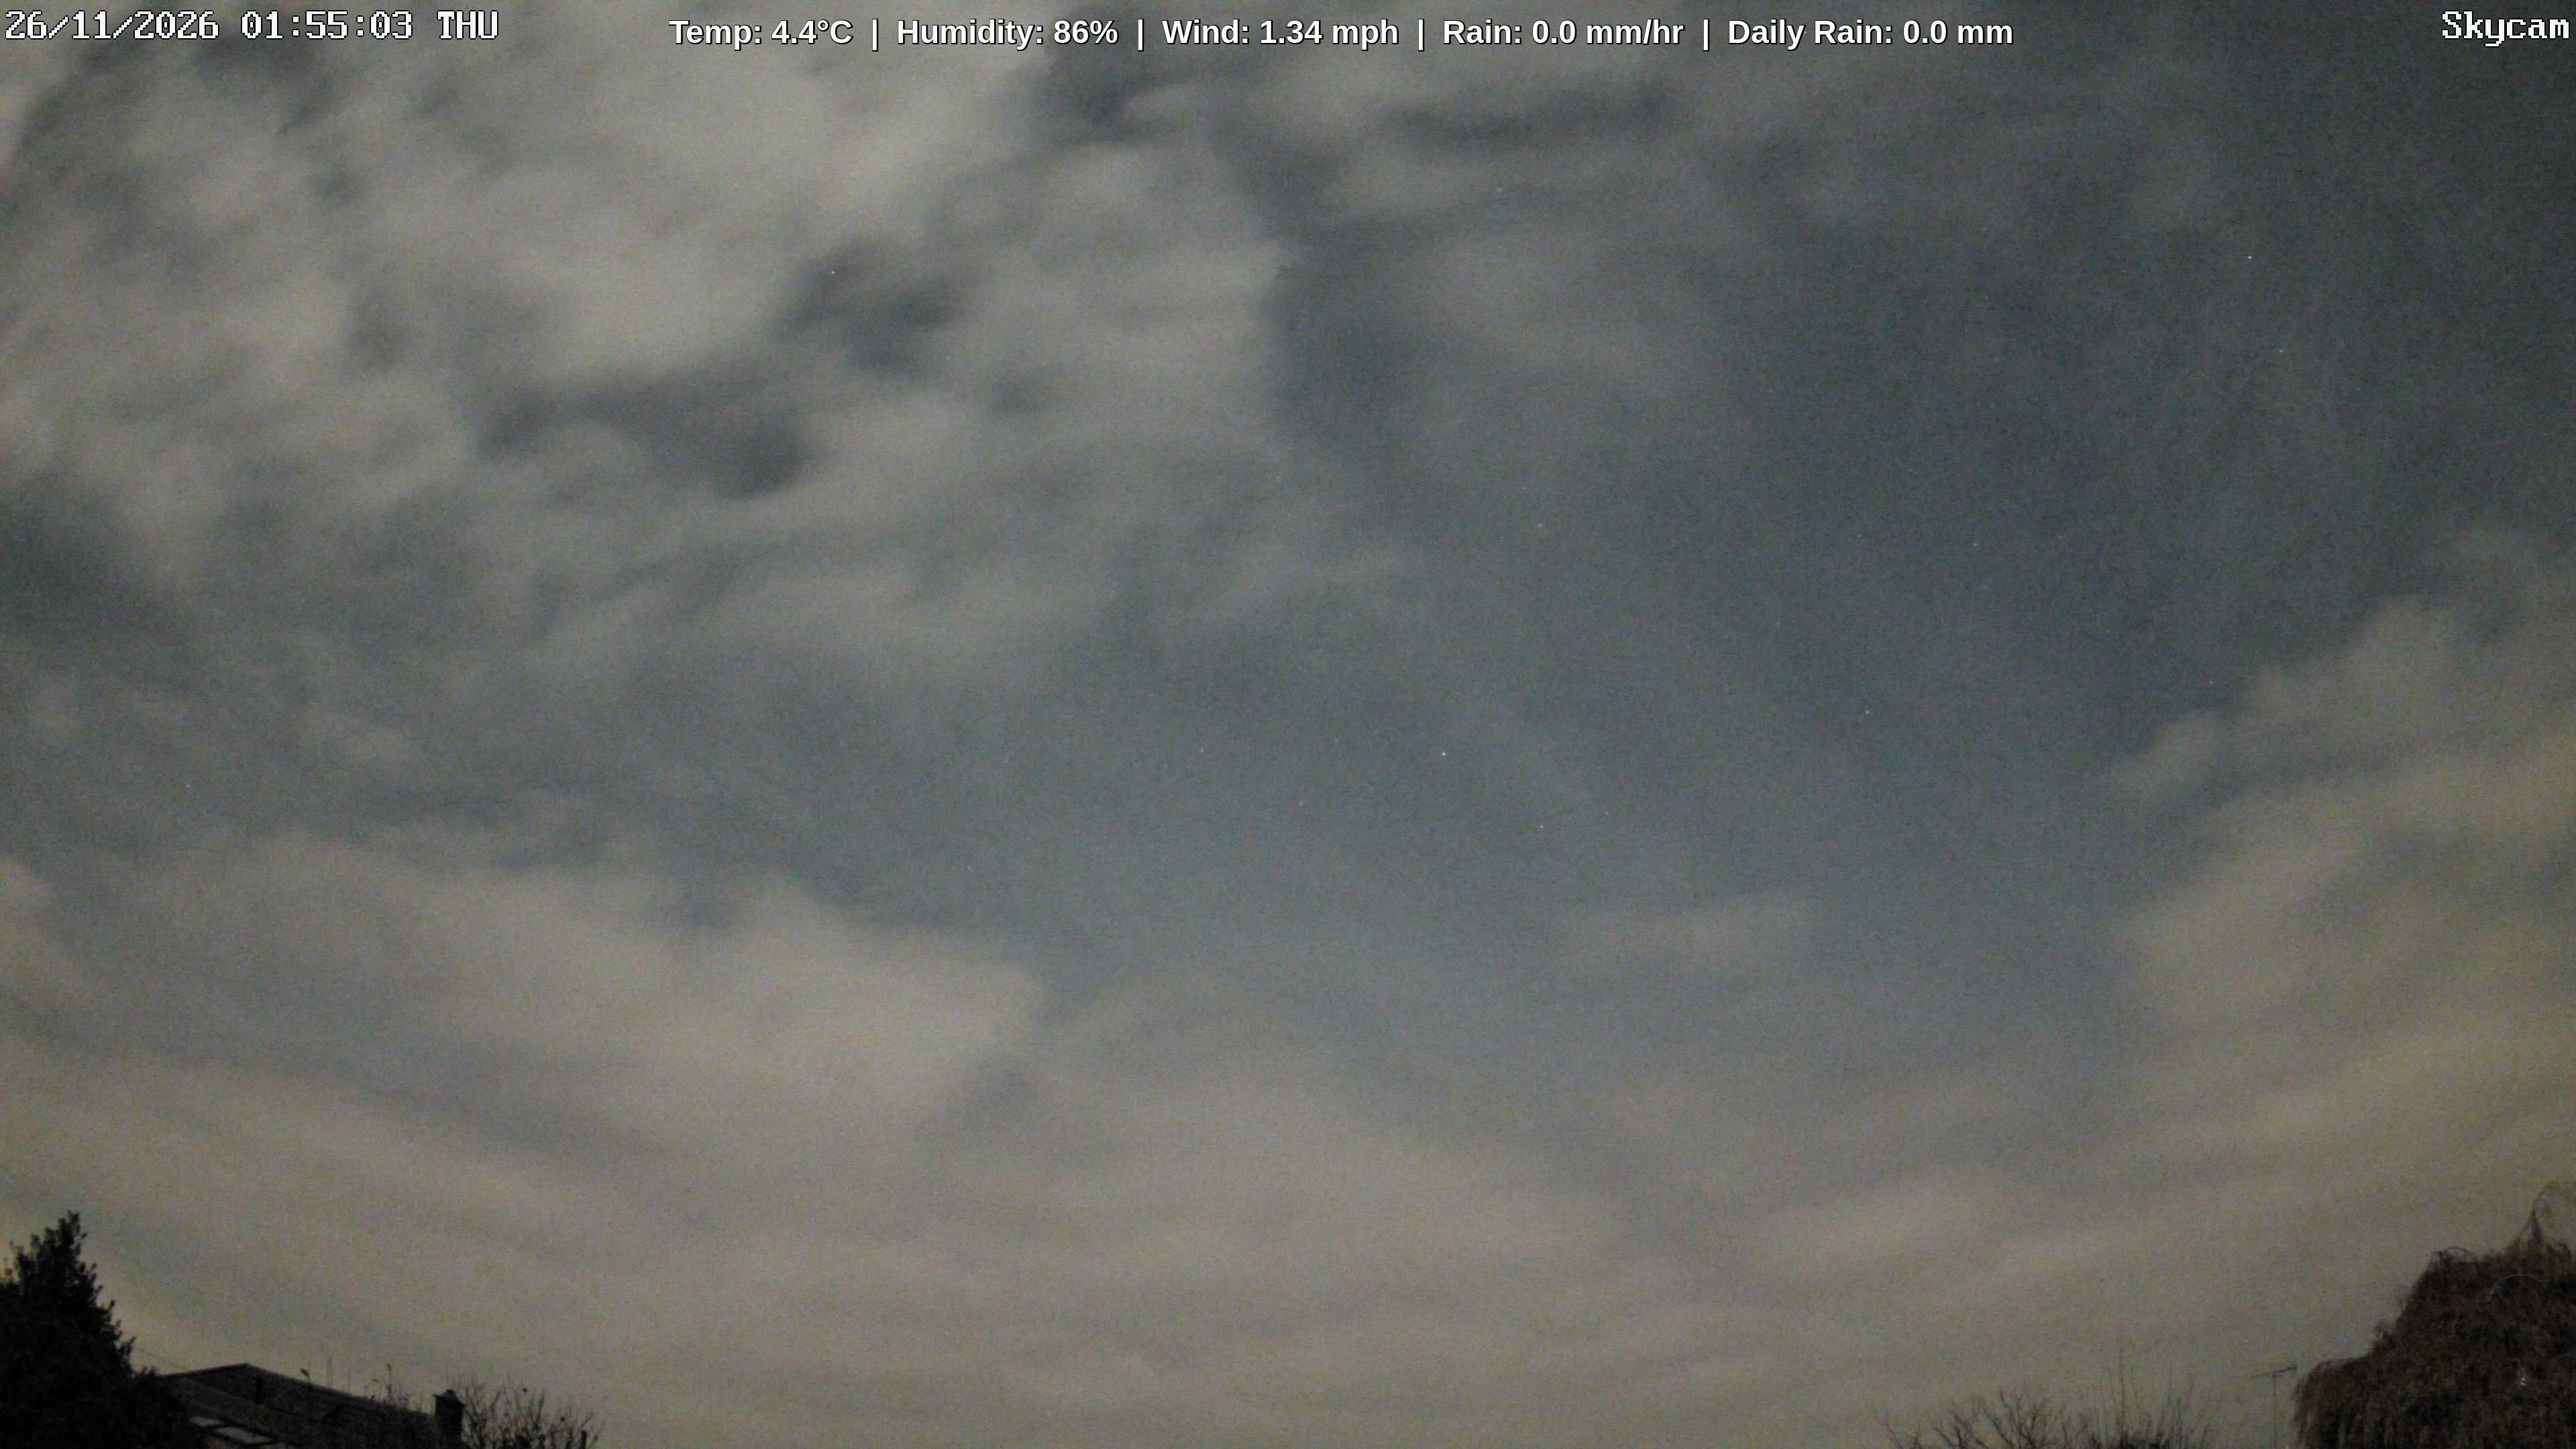 26/11/2026 01:55:03 THU
Temp: 4.4°C | Humidity: 86% | Wind: 1.34 mph | Rain: 0.0 mm/hr | Daily Rain: 0.0 mm
Skycam